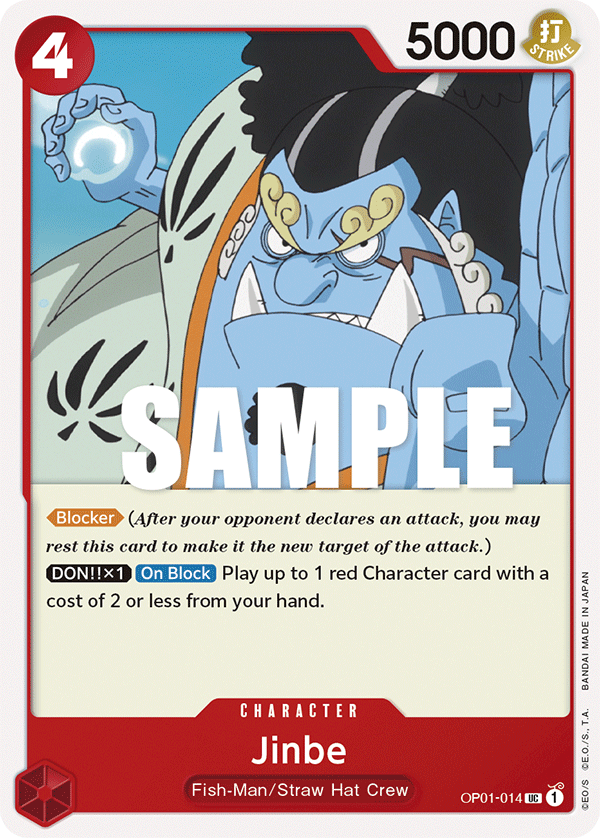 4
5000
打
STRIKE
SAMPLE
Blocker (After your opponent declares an attack, you may
rest this card to make it the new target of the attack.)
DON!!×1 On Block Play up to 1 red Character card with a
cost of 2 or less from your hand.
CHARACTER
Jinbe
Fish-Man/Straw Hat Crew
OP01-014 UC 1
©EO/S ©E.O./S., T.A. BANDAI MADE IN JAPAN